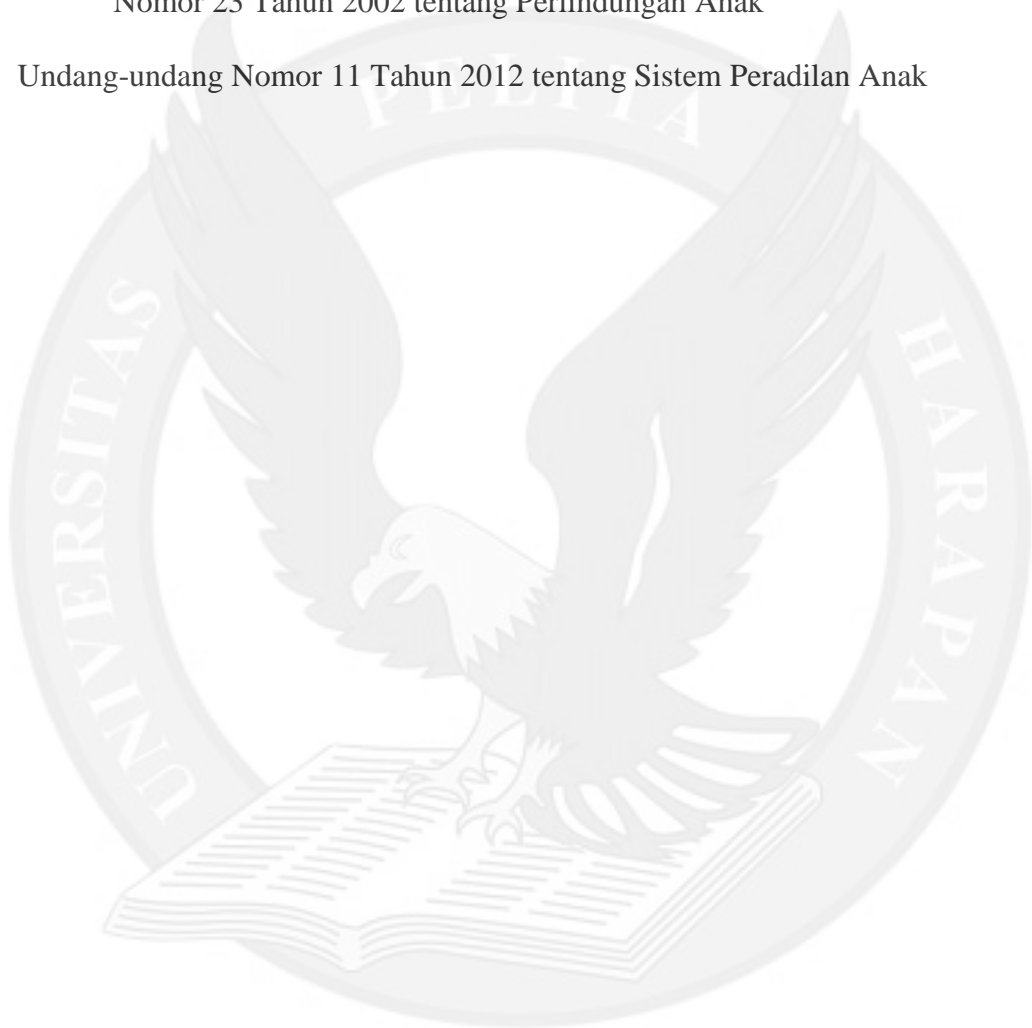 Nomor 23 Tahun 2002 tentang Perlindungan Anak
Undang-undang Nomor 11 Tahun 2012 tentang Sistem Peradilan Anak
UNIVERSITAS PELITA HARAPAN